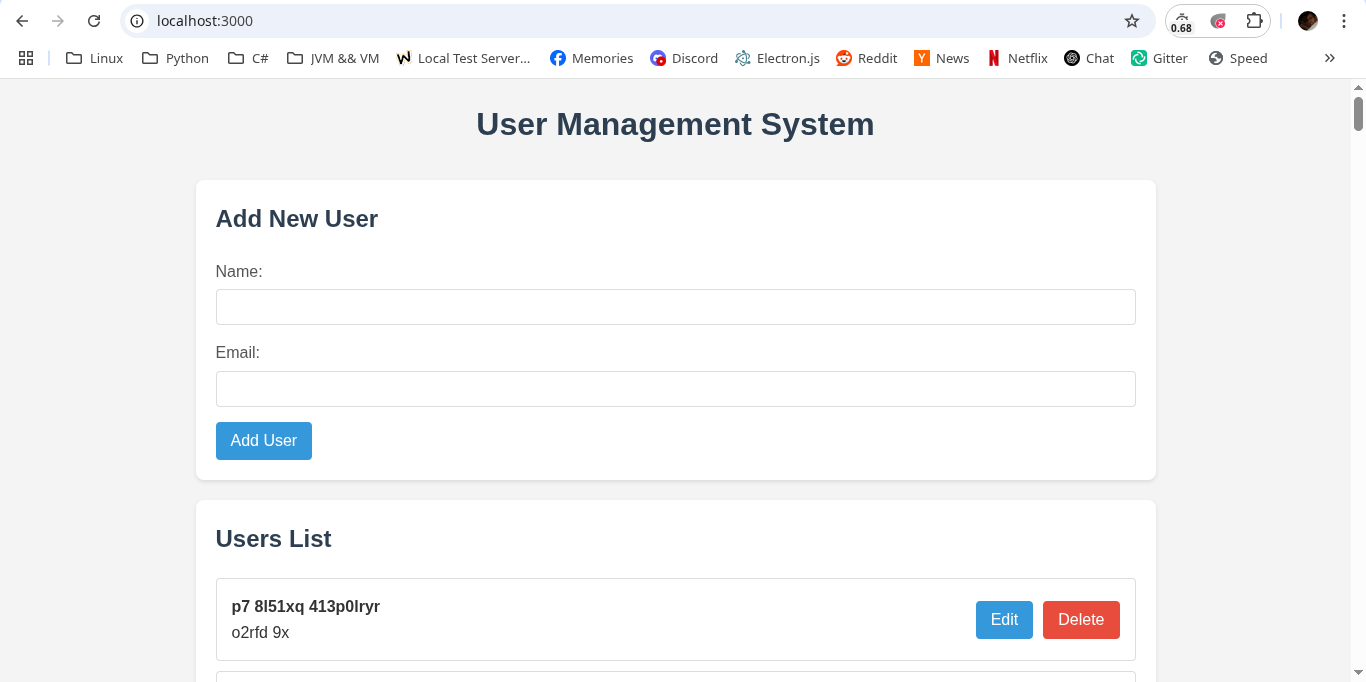 localhost:3000
0.68
Linux
Python
C#
JVM && VM
Local Test Server...
Memories
Discord
Electron.js
Reddit
Y News
Netflix
Chat
Gitter
Speed
User Management System
Add New User
Name:
Email:
Add User
Users List
p7 8l51xq 413p0lryr
o2rfd 9x
Edit
Delete